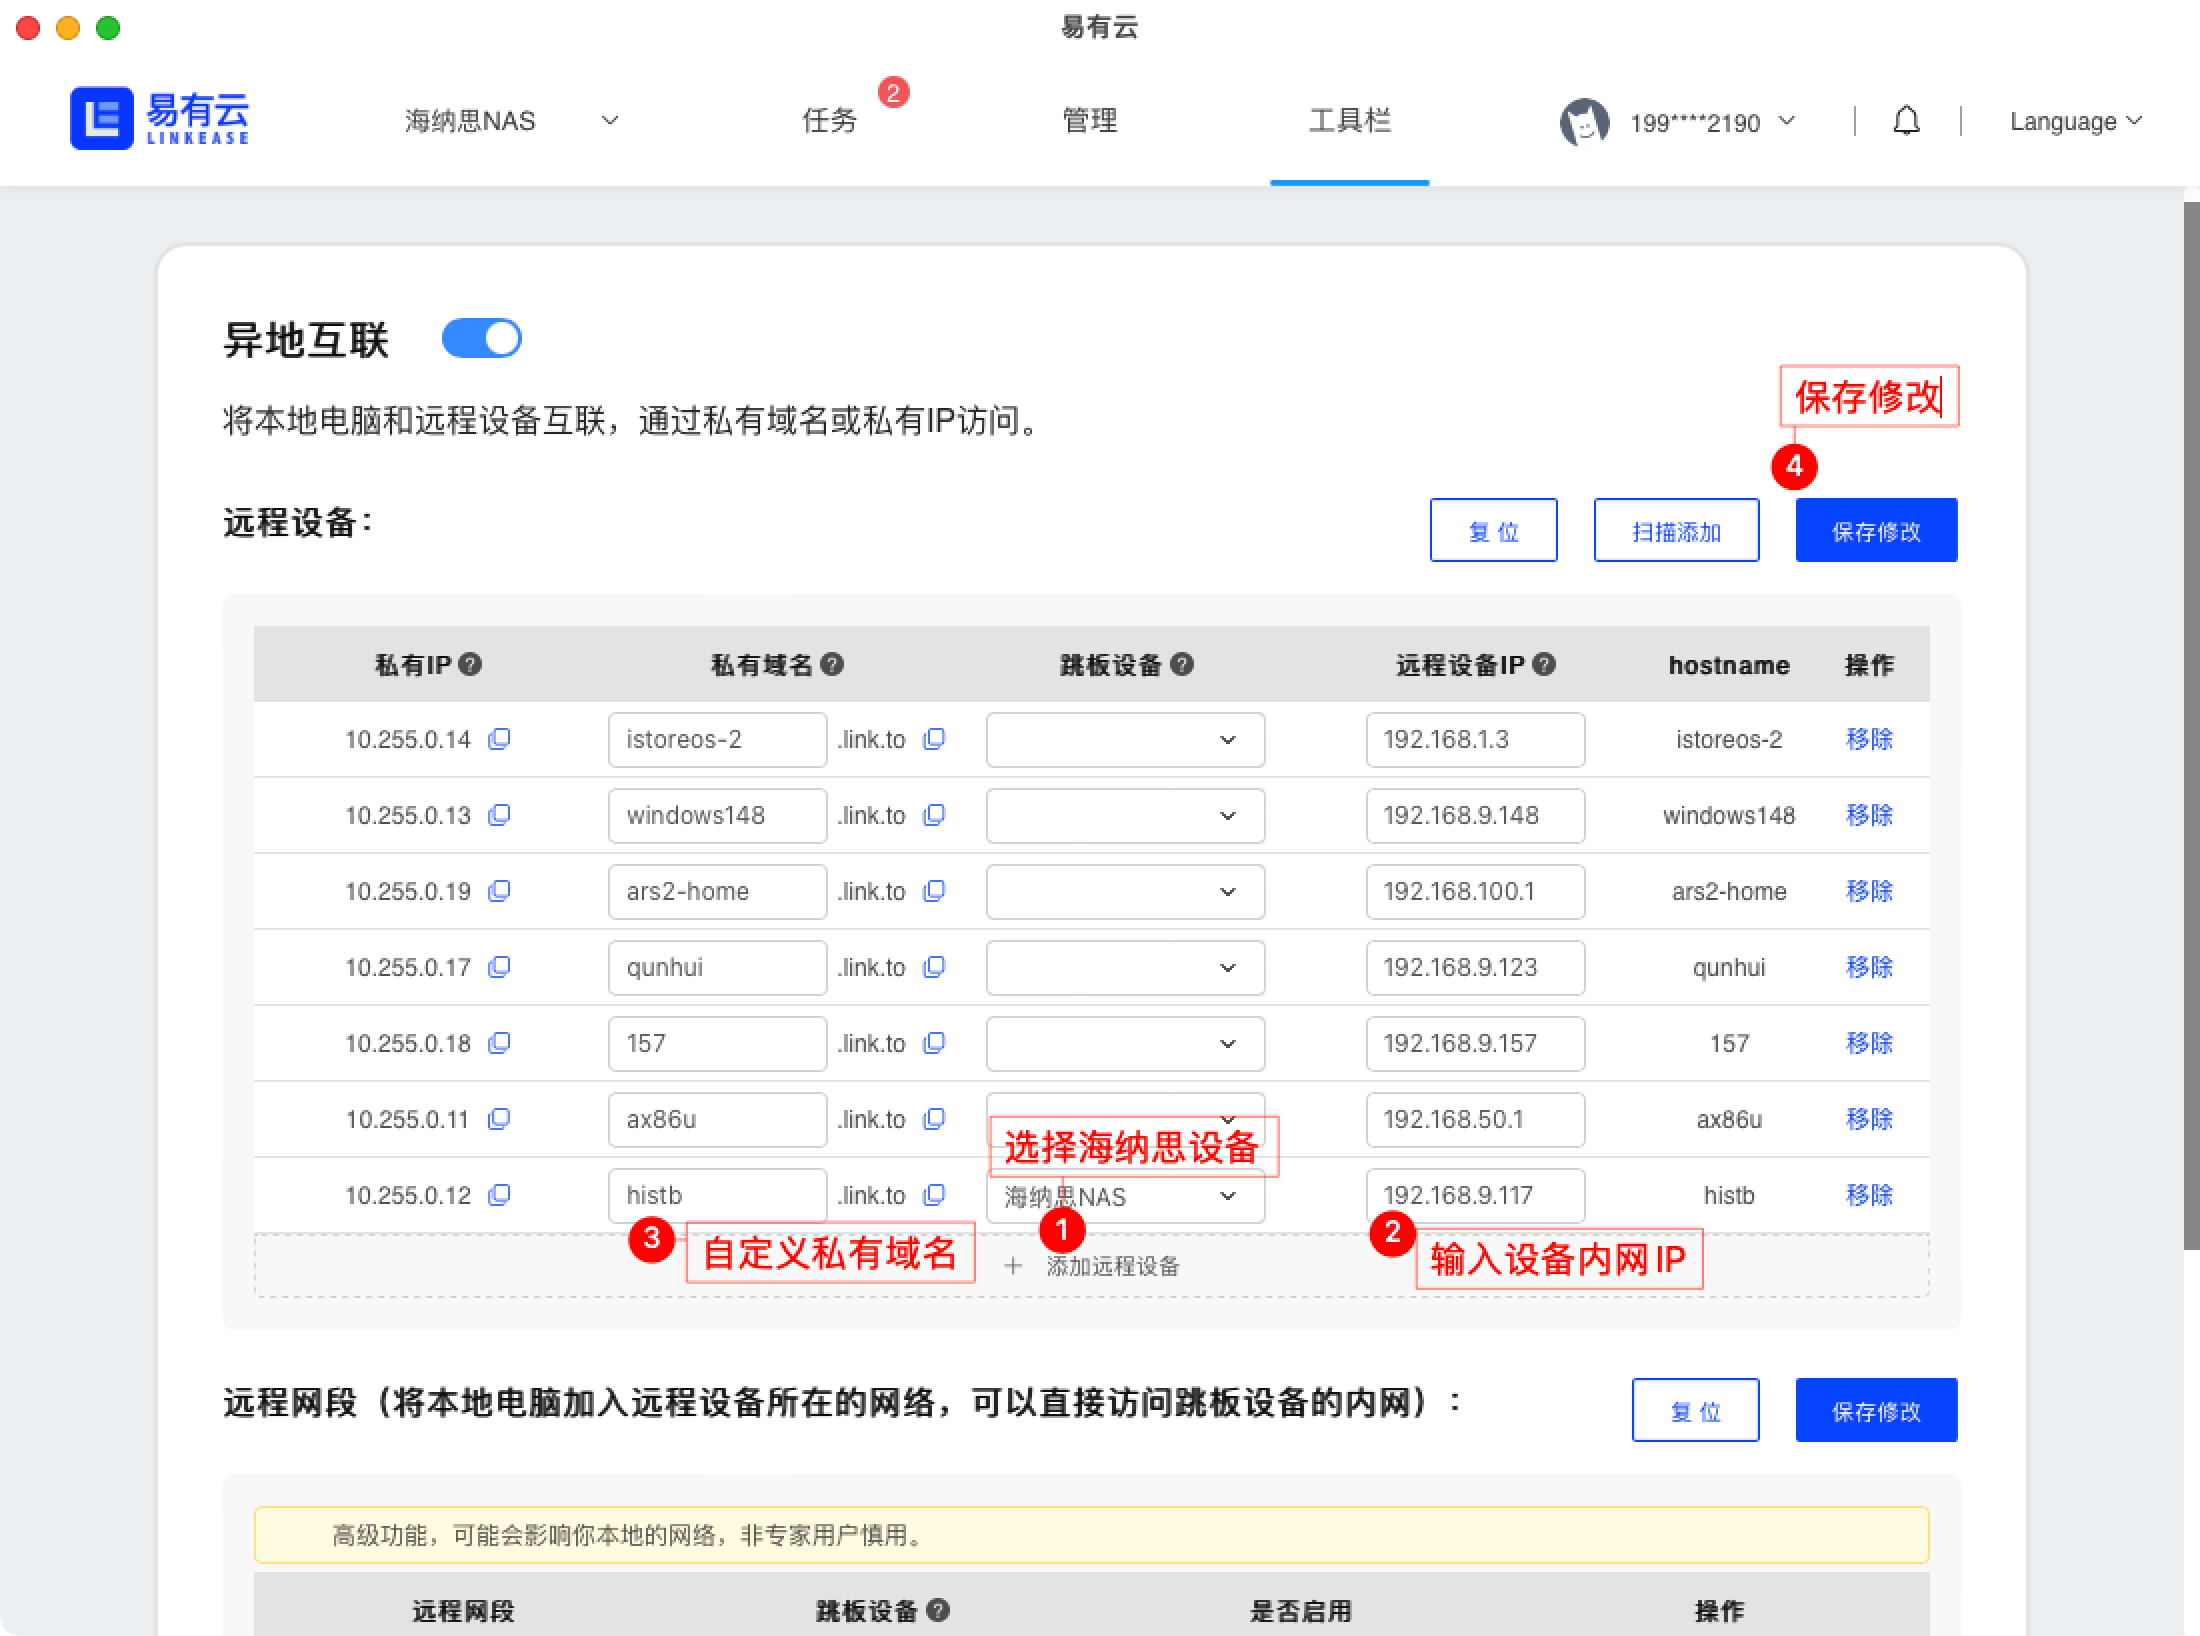 易有云
易有云
LINKEASE
海纳思NAS
任务
2
管理
工具栏
199****2190
Language
异地互联
将本地电脑和远程设备互联，通过私有域名或私有IP访问。
保存修改
4
远程设备：
复 位
扫描添加
保存修改
私有IP 私有域名 跳板设备 远程设备IP hostname 操作
10.255.0.14 istoreos-2 .link.to 192.168.1.3 istoreos-2 移除
10.255.0.13 windows148 .link.to 192.168.9.148 windows148 移除
10.255.0.19 ars2-home .link.to 192.168.100.1 ars2-home 移除
10.255.0.17 qunhui .link.to 192.168.9.123 qunhui 移除
10.255.0.18 157 .link.to 192.168.9.157 157 移除
10.255.0.11 ax86u .link.to 192.168.50.1 ax86u 移除
选择海纳思设备
10.255.0.12 histb .link.to 海纳思NAS 192.168.9.117 histb 移除
3 自定义私有域名
1
2 输入设备内网IP
+ 添加远程设备
远程网段（将本地电脑加入远程设备所在的网络，可以直接访问跳板设备的内网）：
复 位
保存修改
高级功能，可能会影响你本地的网络，非专家用户慎用。
远程网段 跳板设备 是否启用 操作